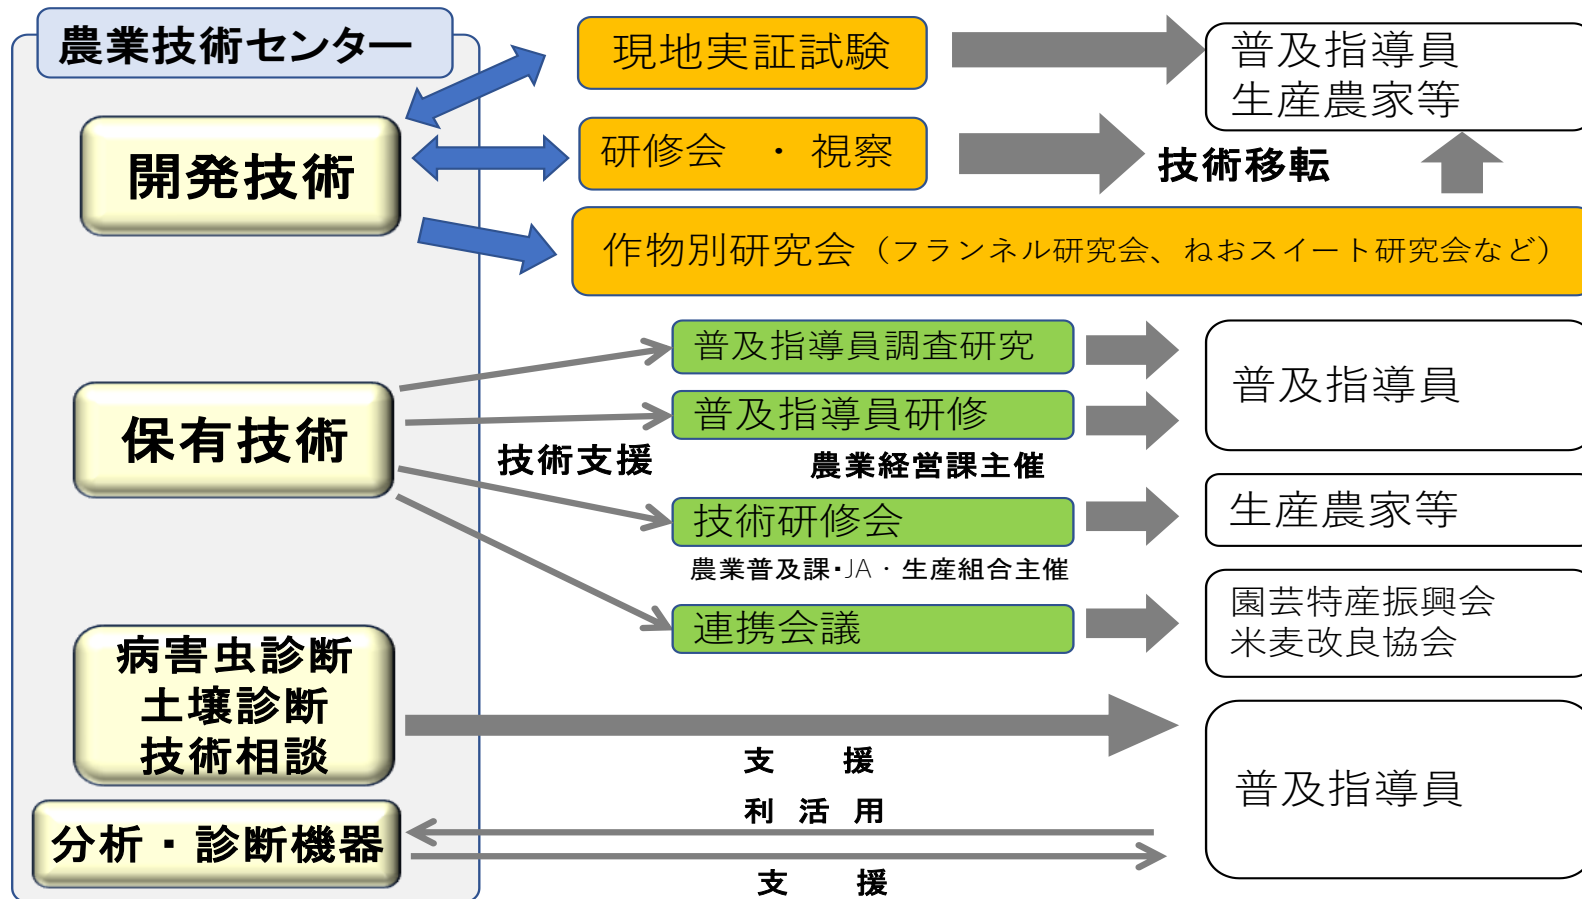 農業技術センター
現地実証試験
普及指導員
生産農家等
開発技術
研修会 ・ 視察
技術移転
作物別研究会（フランネル研究会、ねおスイート研究会など）
普及指導員調査研究
普及指導員
保有技術
普及指導員研修
技術支援
農業経営課主催
技術研修会
生産農家等
農業普及課・JA・生産組合主催
連携会議
園芸特産振興会
米麦改良協会
病害虫診断
土壌診断
技術相談
支 援
普及指導員
利 活 用
分析・診断機器
支 援